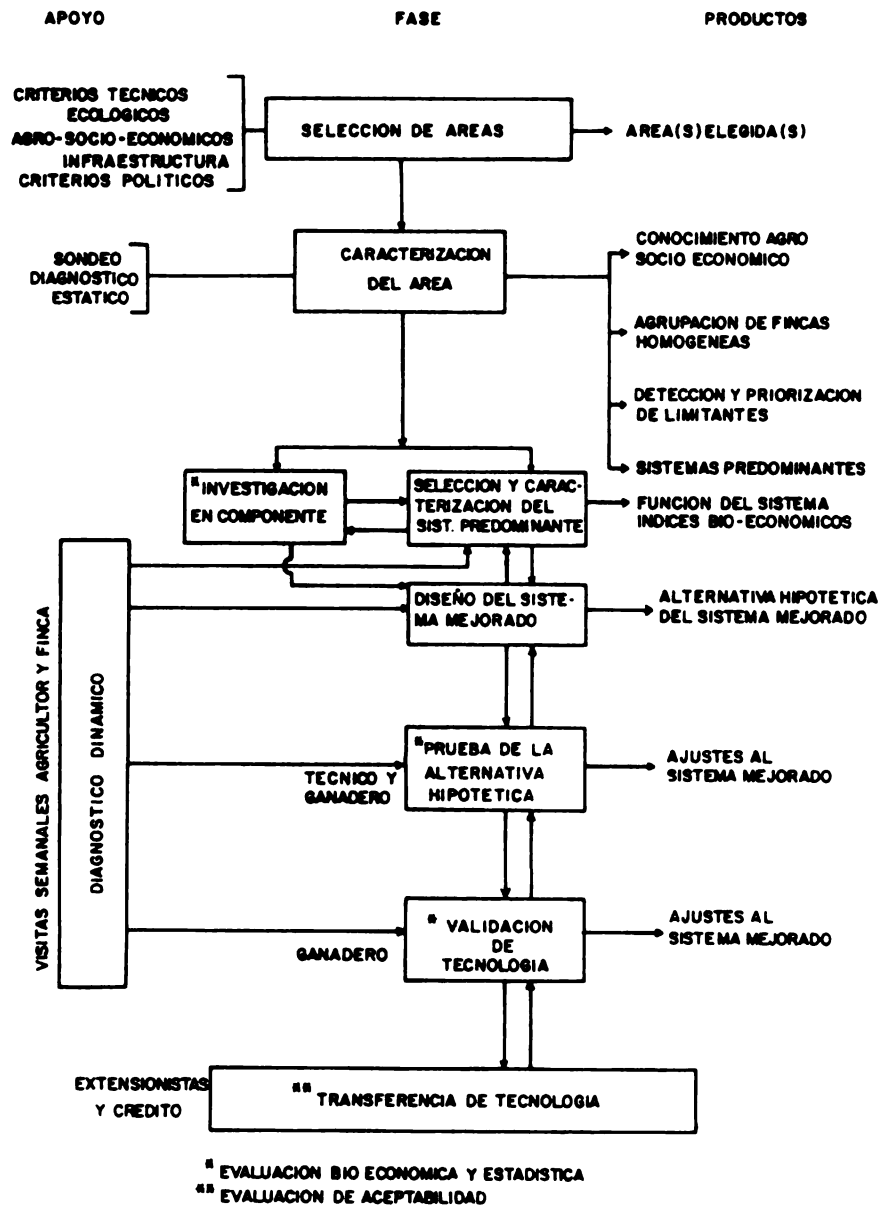 APOYO
FASE
PRODUCTOS
CRITERIOS TECNICOS
ECOLOGICOS
AGRO-SOCIO-ECONOMICOS
INFRAESTRUCTURA
CRITERIOS POLITICOS
SELECCION DE AREAS
AREA(S) ELEGIDA(S)
SONDEO
DIAGNOSTICO
ESTATICO
CARACTERIZACION
DEL AREA
CONOCIMIENTO AGRO
SOCIO ECONOMICO
AGRUPACION DE FINCAS
HOMOGENEAS
DETECCION Y PRIORIZACION
DE LIMITANTES
SISTEMAS PREDOMINANTES
* INVESTIGACION
EN COMPONENTE
SELECCION Y CARAC-
TERIZACION DEL
SIST. PREDOMINANTE
FUNCION DEL SISTEMA
INDICES BIO-ECONOMICOS
VISITAS SEMANALES AGRICULTOR Y FINCA
DIAGNOSTICO DINAMICO
DISEÑO DEL SISTE-
MA MEJORADO
ALTERNATIVA HIPOTETICA
DEL SISTEMA MEJORADO
TECNICO Y
GANADERO
* PRUEBA DE LA
ALTERNATIVA
HIPOTETICA
AJUSTES AL
SISTEMA MEJORADO
GANADERO
* VALIDACION
DE
TECNOLOGIA
AJUSTES AL
SISTEMA MEJORADO
EXTENSIONISTAS
Y CREDITO
** TRANSFERENCIA DE TECNOLOGIA
* EVALUACION BIO ECONOMICA Y ESTADISTICA
** EVALUACION DE ACEPTABILIDAD